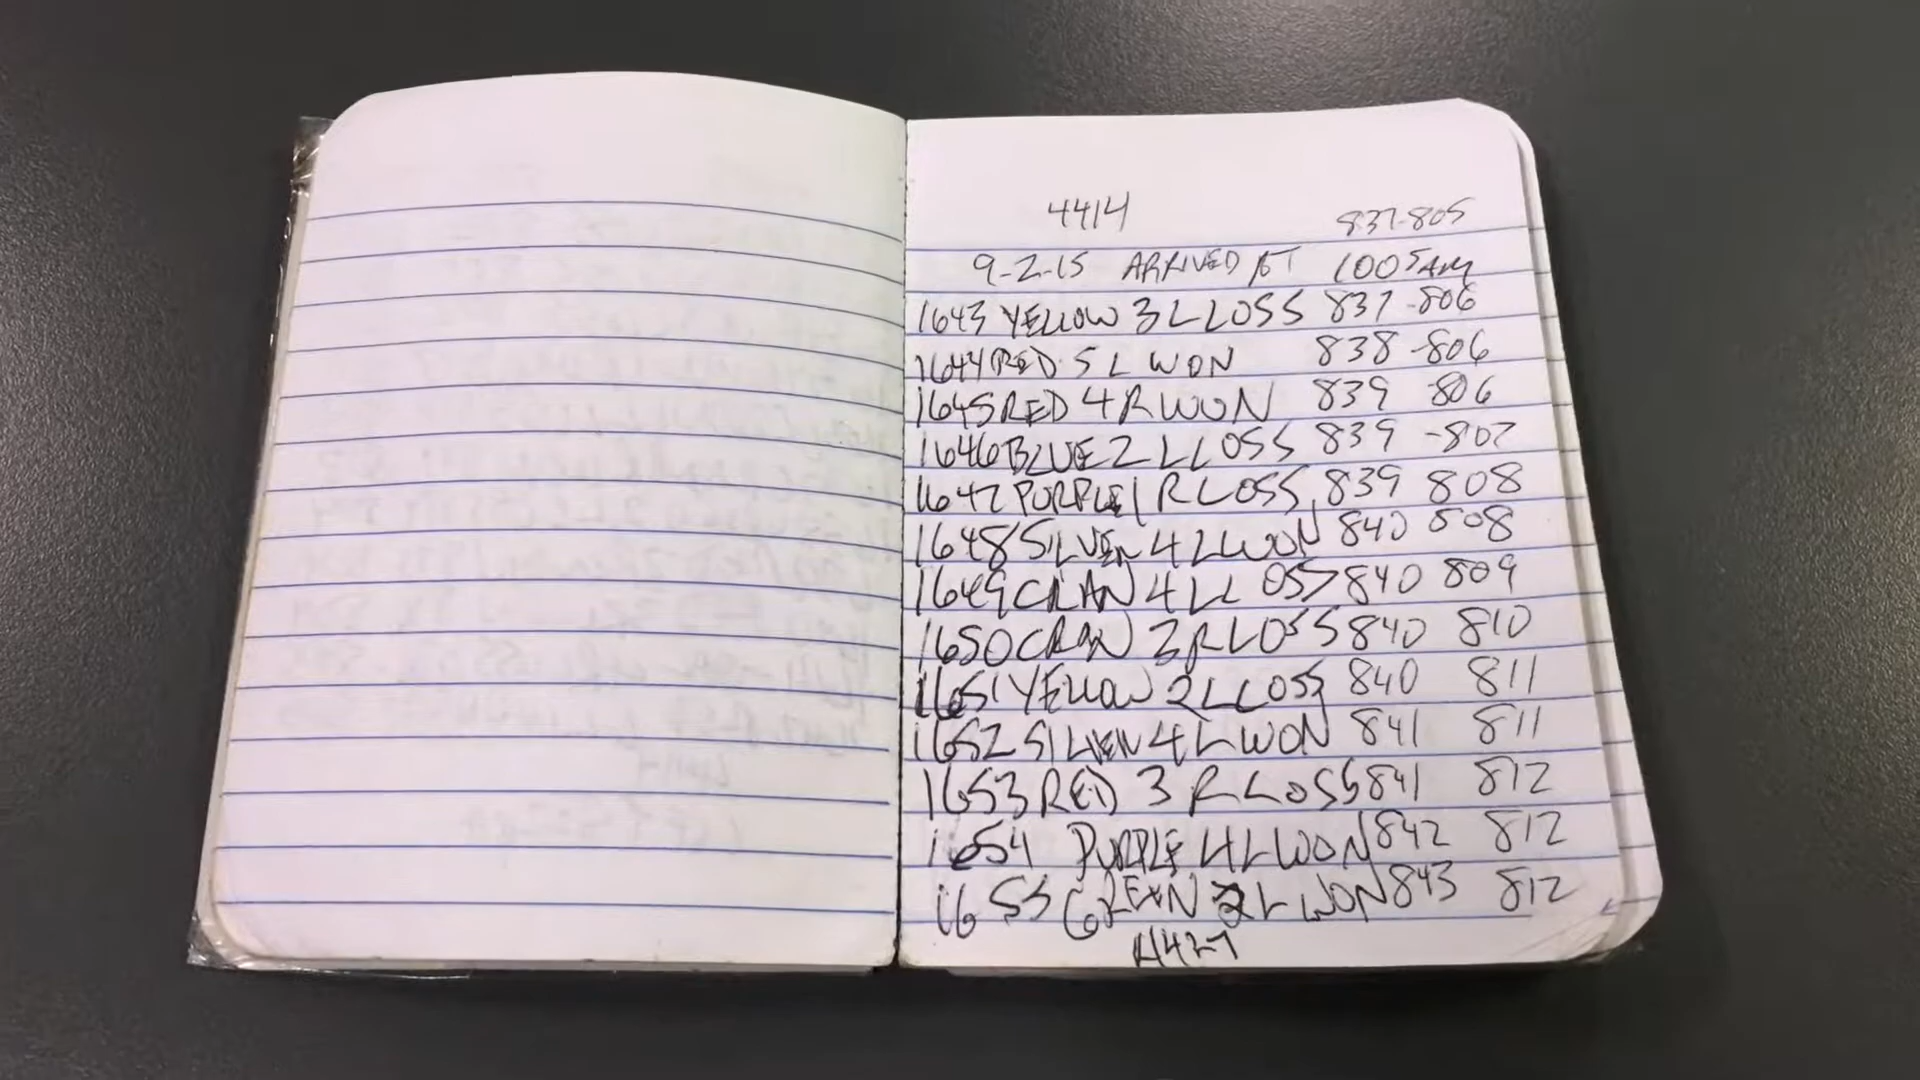 4414 837-805
9-2-15 ARRIVED AT 1005AM
1643 YELLOW 3 L LOSS 837-806
1644 RED 5 L WON 838-806
1645 RED 4 R WON 839 806
1646 BLUE 2 L LOSS 839-807
1647 PURPLE 1 R LOSS 839 808
1648 SILVER 4 L WON 840 808
1649 CRAN 4 L LOSS 840 809
1650 CRAN 3 R LOSS 840 810
1651 YELLOW 2 L LOSS 840 811
1652 SILVER 4 L WON 841 811
1653 RED 3 R LOSS 841 812
1654 PURPLE 4 L WON 842 812
1655 GREEN 2 L WON 843 812
4427